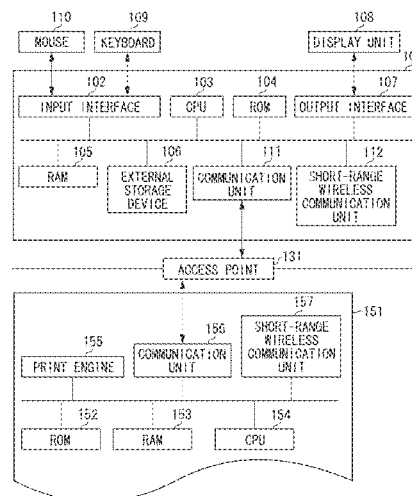 110 109 108
MOUSE KEYBOARD DISPLAY UNIT
10
102 103 104 107
INPUT INTERFACE CPU ROM OUTPUT INTERFACE
105 106 111 112
RAM EXTERNAL STORAGE DEVICE COMMUNICATION UNIT SHORT-RANGE WIRELESS COMMUNICATION UNIT
131
ACCESS POINT
157 151
155 156 SHORT-RANGE WIRELESS COMMUNICATION UNIT
PRINT ENGINE COMMUNICATION UNIT
152 153 154
ROM RAM CPU